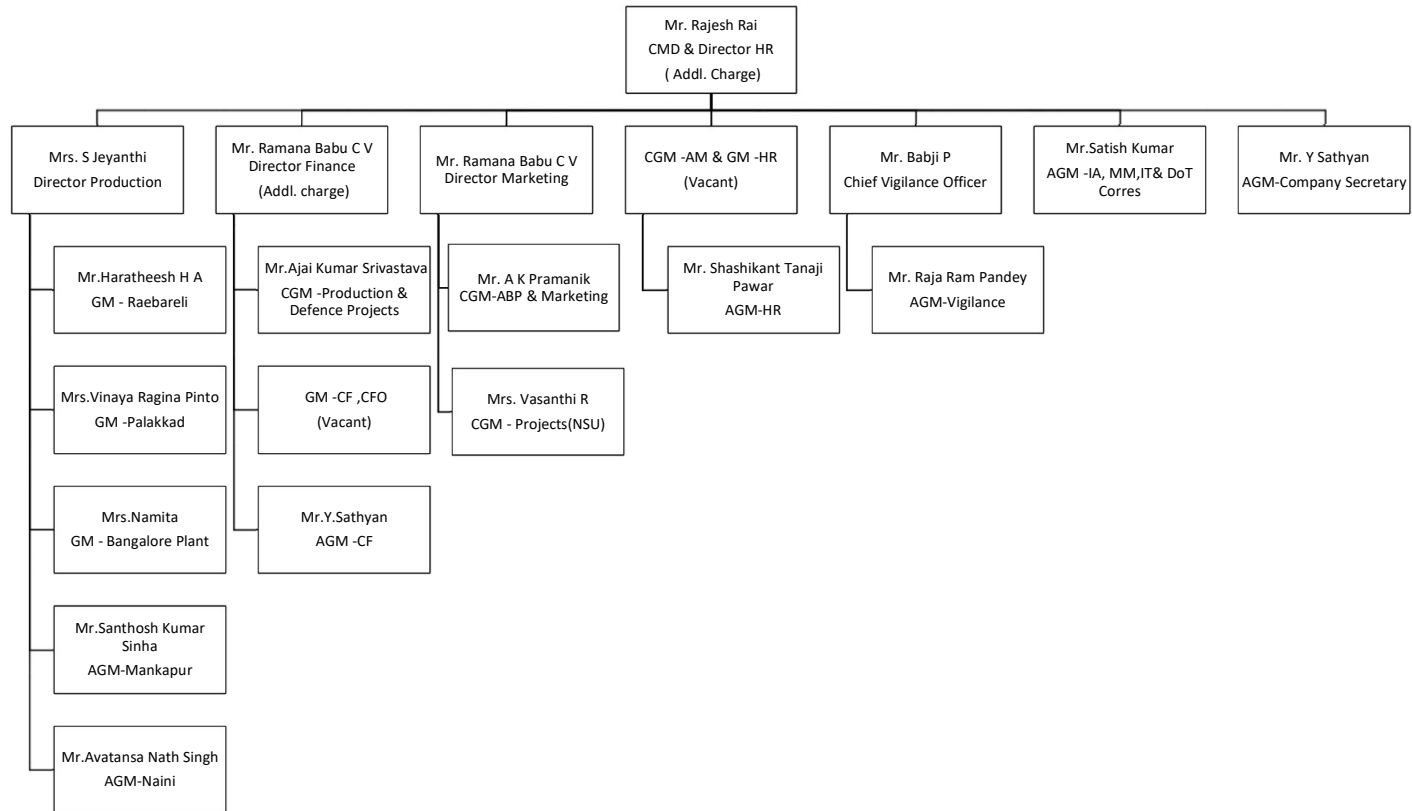 Mr. Rajesh Rai
CMD & Director HR
( Addl. Charge)
Mrs. S Jeyanthi
Director Production
Mr. Ramana Babu C V
Director Finance
(Addl. charge)
Mr. Ramana Babu C V
Director Marketing
CGM -AM & GM -HR
(Vacant)
Mr. Babji P
Chief Vigilance Officer
Mr.Satish Kumar
AGM -IA, MM,IT& DoT
Corres
Mr. Y Sathyan
AGM-Company Secretary
Mr.Haratheesh H A
GM - Raebareli
Mr.Ajai Kumar Srivastava
CGM -Production &
Defence Projects
Mr. A K Pramanik
CGM-ABP & Marketing
Mr. Shashikant Tanaji
Pawar
AGM-HR
Mr. Raja Ram Pandey
AGM-Vigilance
Mrs.Vinaya Ragina Pinto
GM -Palakkad
GM -CF ,CFO
(Vacant)
Mrs. Vasanthi R
CGM - Projects(NSU)
Mrs.Namita
GM - Bangalore Plant
Mr.Y.Sathyan
AGM -CF
Mr.Santhosh Kumar
Sinha
AGM-Mankapur
Mr.Avatansa Nath Singh
AGM-Naini